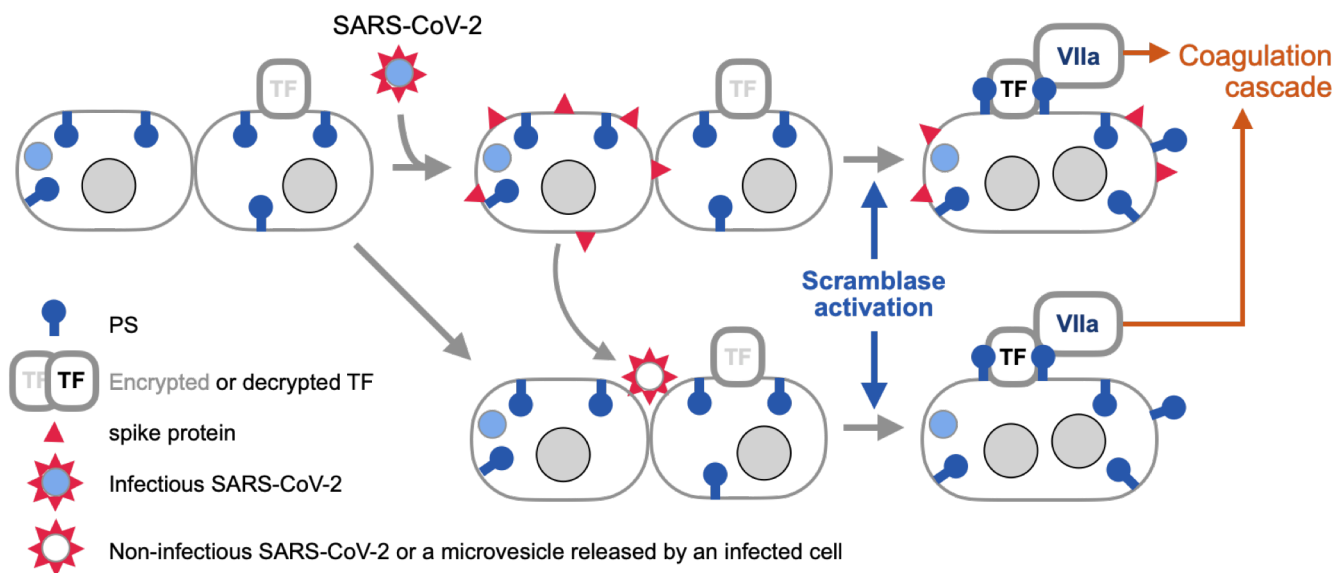 SARS-CoV-2
TF
TF
TF
VIIa
Coagulation
cascade
Scramblase
activation
TF
TF
VIIa
PS
TF TF
Encrypted or decrypted TF
spike protein
Infectious SARS-CoV-2
Non-infectious SARS-CoV-2 or a microvesicle released by an infected cell